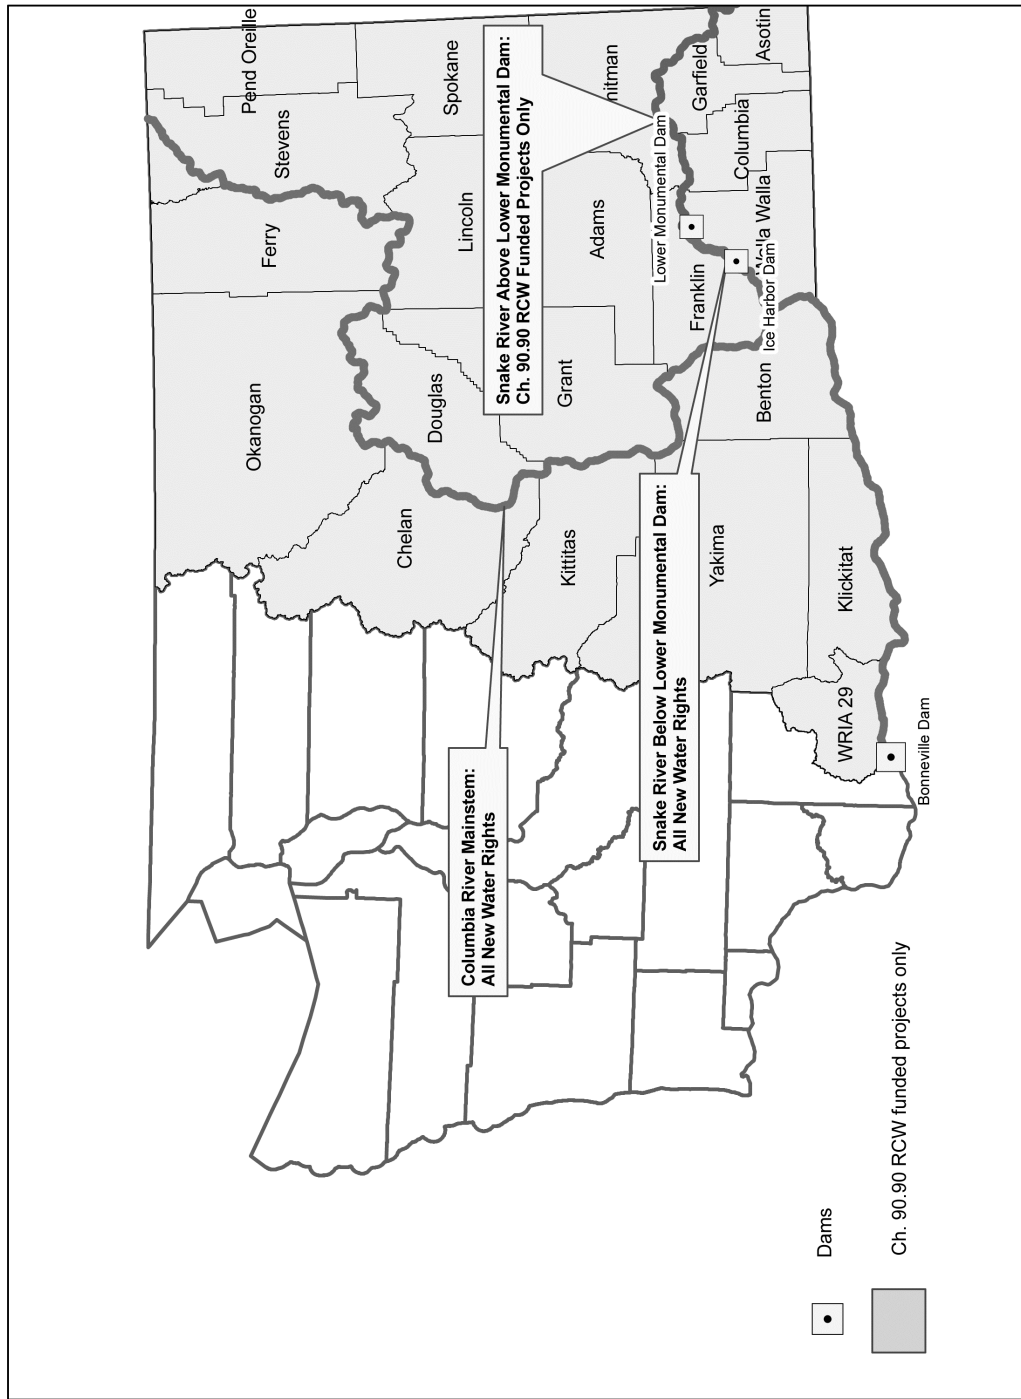 Pend Oreille
Stevens
Ferry
Okanogan
Spokane
Lincoln
Douglas
Chelan
Snake River Above Lower Monumental Dam:
Ch. 90.90 RCW Funded Projects Only
Columbia River Mainstem:
All New Water Rights
hitman
Adams
Grant
Kittitas
Lower Monumental Dam
Snake River Below Lower Monumental Dam:
All New Water Rights
Garfield
Asotin
Columbia
Walla Walla
Franklin
Ice Harbor Dam
Benton
Yakima
Klickitat
WRIA 29
Bonneville Dam
Dams
Ch. 90.90 RCW funded projects only